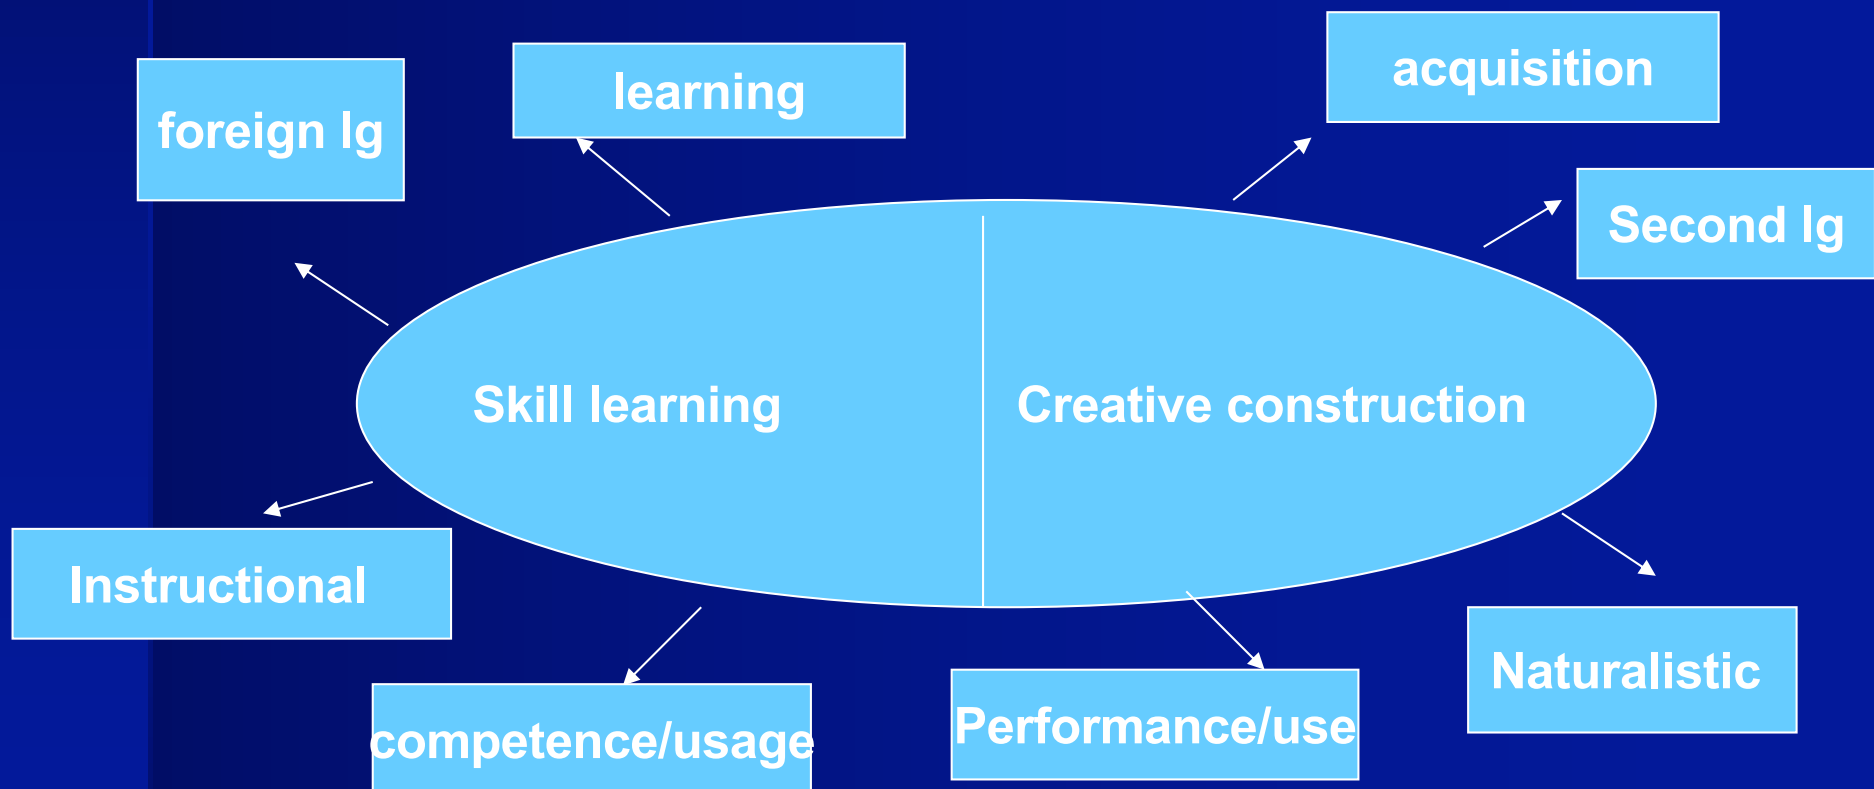 foreign lg
learning
acquisition
Second lg
Skill learning
Creative construction
Instructional
competence/usage
Performance/use
Naturalistic